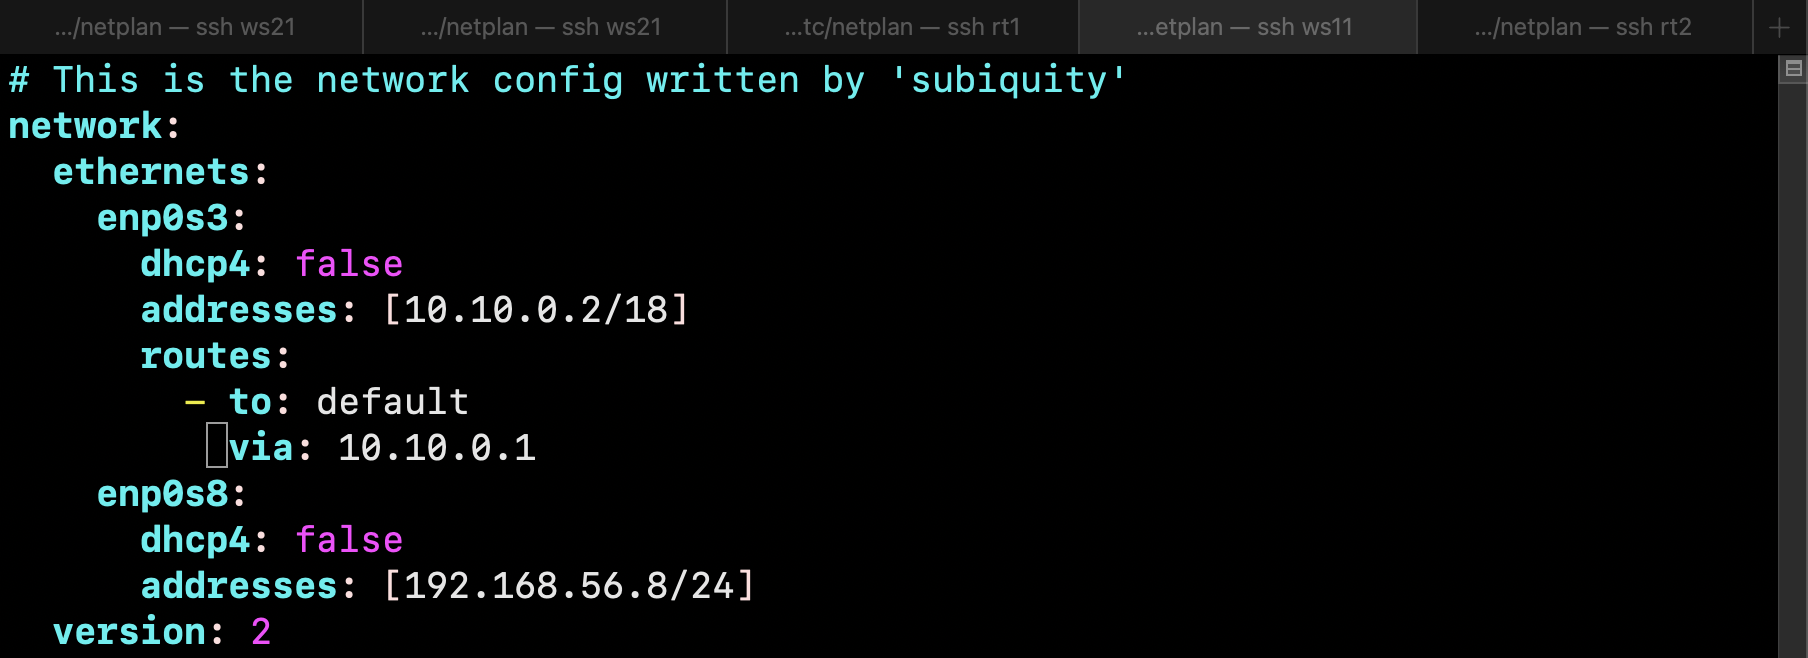 .../netplan — ssh ws21 .../netplan — ssh ws21 ...tc/netplan — ssh rt1 ...etplan — ssh ws11 .../netplan — ssh rt2 +
# This is the network config written by 'subiquity'
network:
  ethernets:
    enp0s3:
      dhcp4: false
      addresses: [10.10.0.2/18]
      routes:
        - to: default
          via: 10.10.0.1
    enp0s8:
      dhcp4: false
      addresses: [192.168.56.8/24]
  version: 2